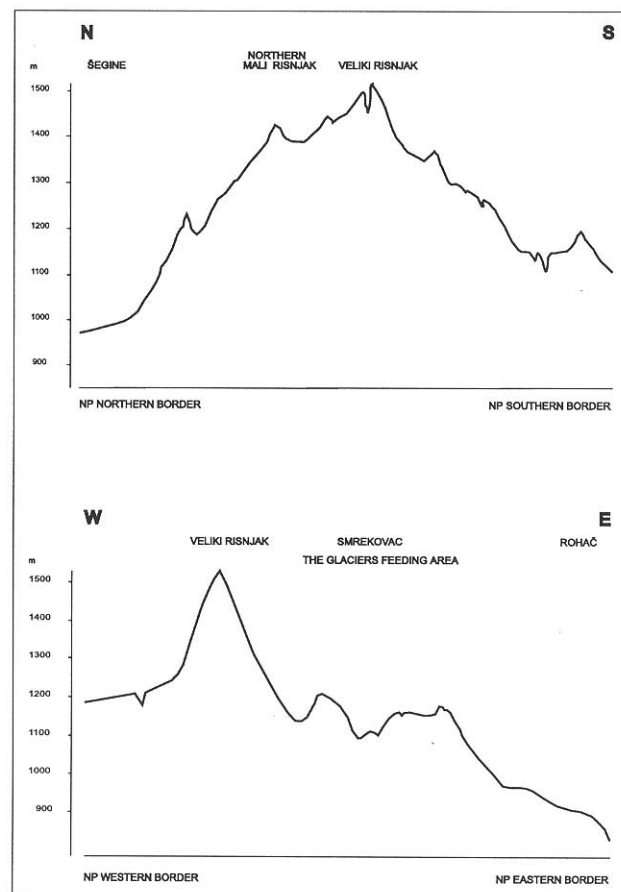 N S
NORTHERN
m ŠEGINE MALI RISNJAK VELIKI RISNJAK
1500
1400
1300
1200
1100
1000
900
NP NORTHERN BORDER NP SOUTHERN BORDER
W E
VELIKI RISNJAK SMREKOVAC ROHAČ
m THE GLACIERS FEEDING AREA
1500
1400
1300
1200
1100
1000
900
NP WESTERN BORDER NP EASTERN BORDER